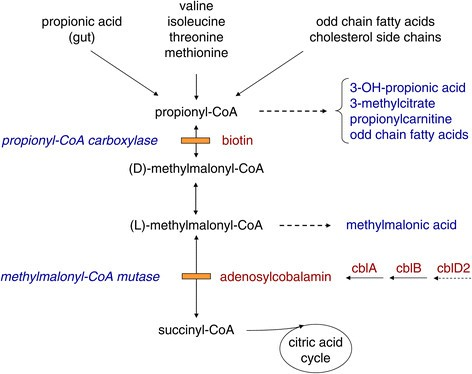 propionic acid
(gut)
valine
isoleucine
threonine
methionine
odd chain fatty acids
cholesterol side chains
propionyl-CoA
3-OH-propionic acid
3-methylcitrate
propionylcarnitine
odd chain fatty acids
propionyl-CoA carboxylase
biotin
(D)-methylmalonyl-CoA
(L)-methylmalonyl-CoA
methylmalonic acid
methylmalonyl-CoA mutase
adenosylcobalamin
cblA
cblB
cblD2
succinyl-CoA
citric acid
cycle